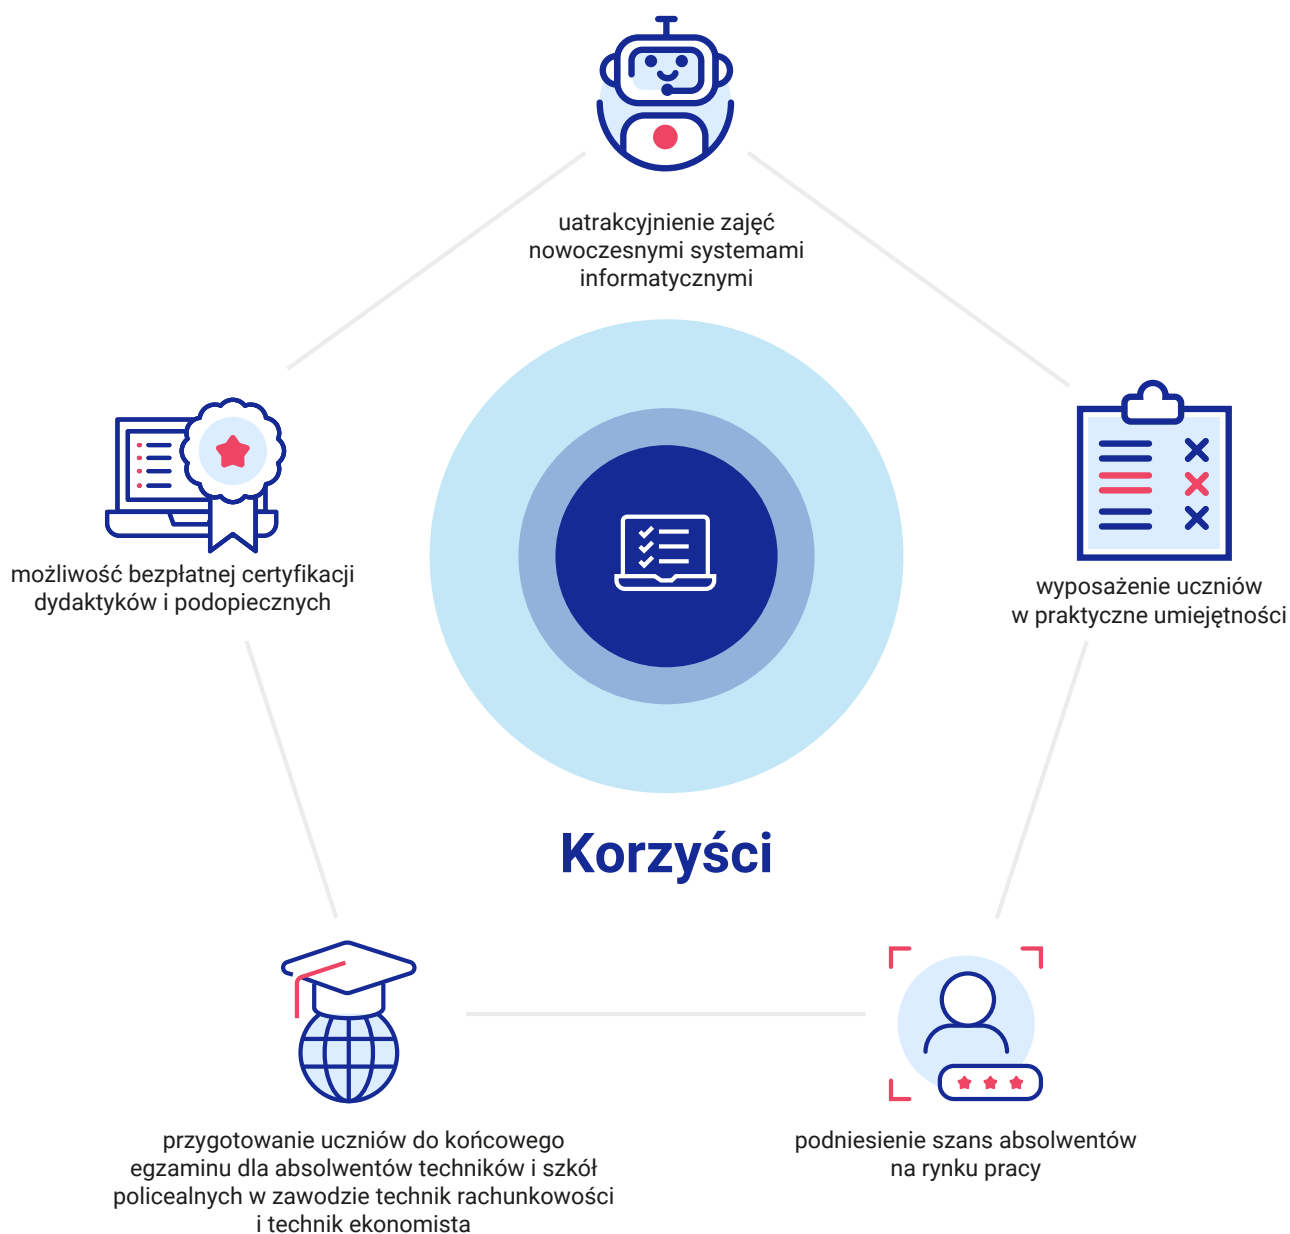 uatrakcyjnienie zajęć
nowoczesnymi systemami
informatycznymi
możliwość bezpłatnej certyfikacji
dydaktyków i podopiecznych
wyposażenie uczniów
w praktyczne umiejętności
Korzyści
przygotowanie uczniów do końcowego
egzaminu dla absolwentów techników i szkół
policealnych w zawodzie technik rachunkowości
i technik ekonomista
podniesienie szans absolwentów
na rynku pracy